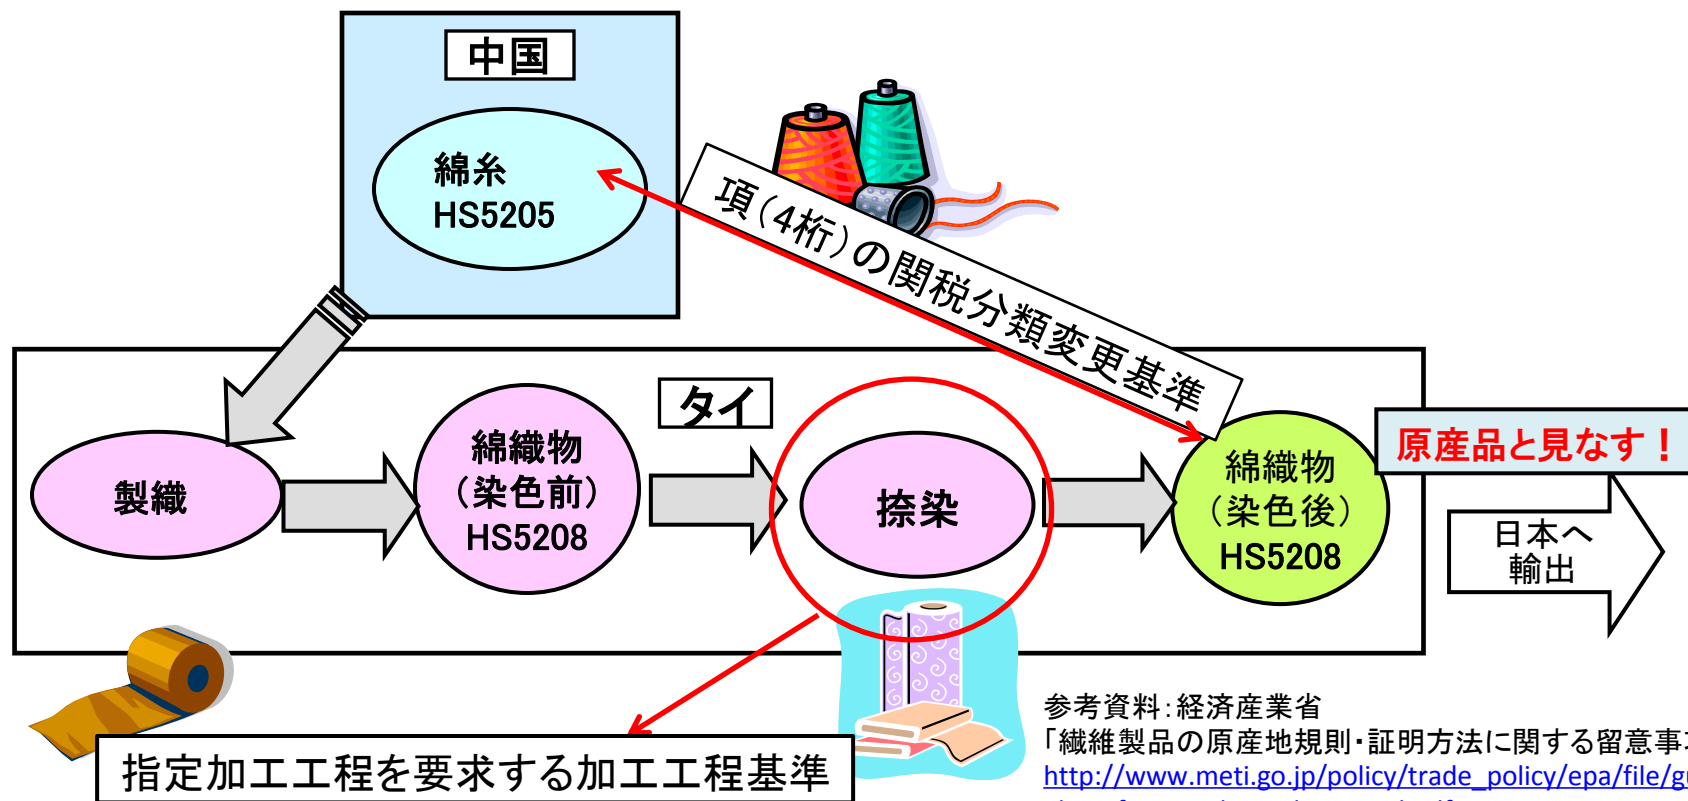 中国
綿糸
HS5205
項(4桁)の関税分類変更基準
タイ
製織
綿織物
(染色前)
HS5208
捺染
綿織物
(染色後)
HS5208
原産品と見なす!
日本へ
輸出
指定加工工程を要求する加工工程基準
参考資料:経済産業省
「繊維製品の原産地規則・証明方法に関する留意事
http://www.meti.go.jp/policy/trade_policy/epa/file/